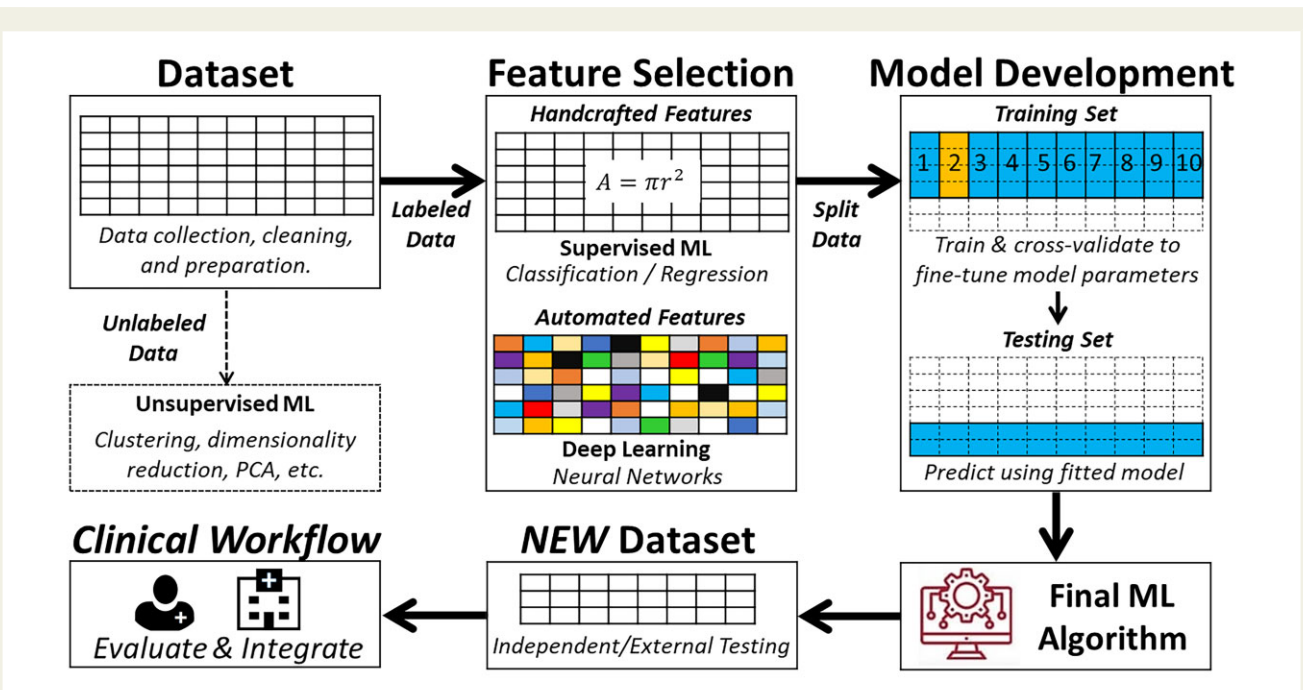 Dataset
Data collection, cleaning,
and preparation.
Labeled
Data
Unlabeled
Data
Unsupervised ML
Clustering, dimensionality
reduction, PCA, etc.
Feature Selection
Handcrafted Features
A = πr²
Supervised ML
Classification / Regression
Automated Features
Deep Learning
Neural Networks
Split
Data
Model Development
Training Set
1 2 3 4 5 6 7 8 9 10
Train & cross-validate to
fine-tune model parameters
Testing Set
Predict using fitted model
Final ML
Algorithm
NEW Dataset
Independent/External Testing
Clinical Workflow
Evaluate & Integrate